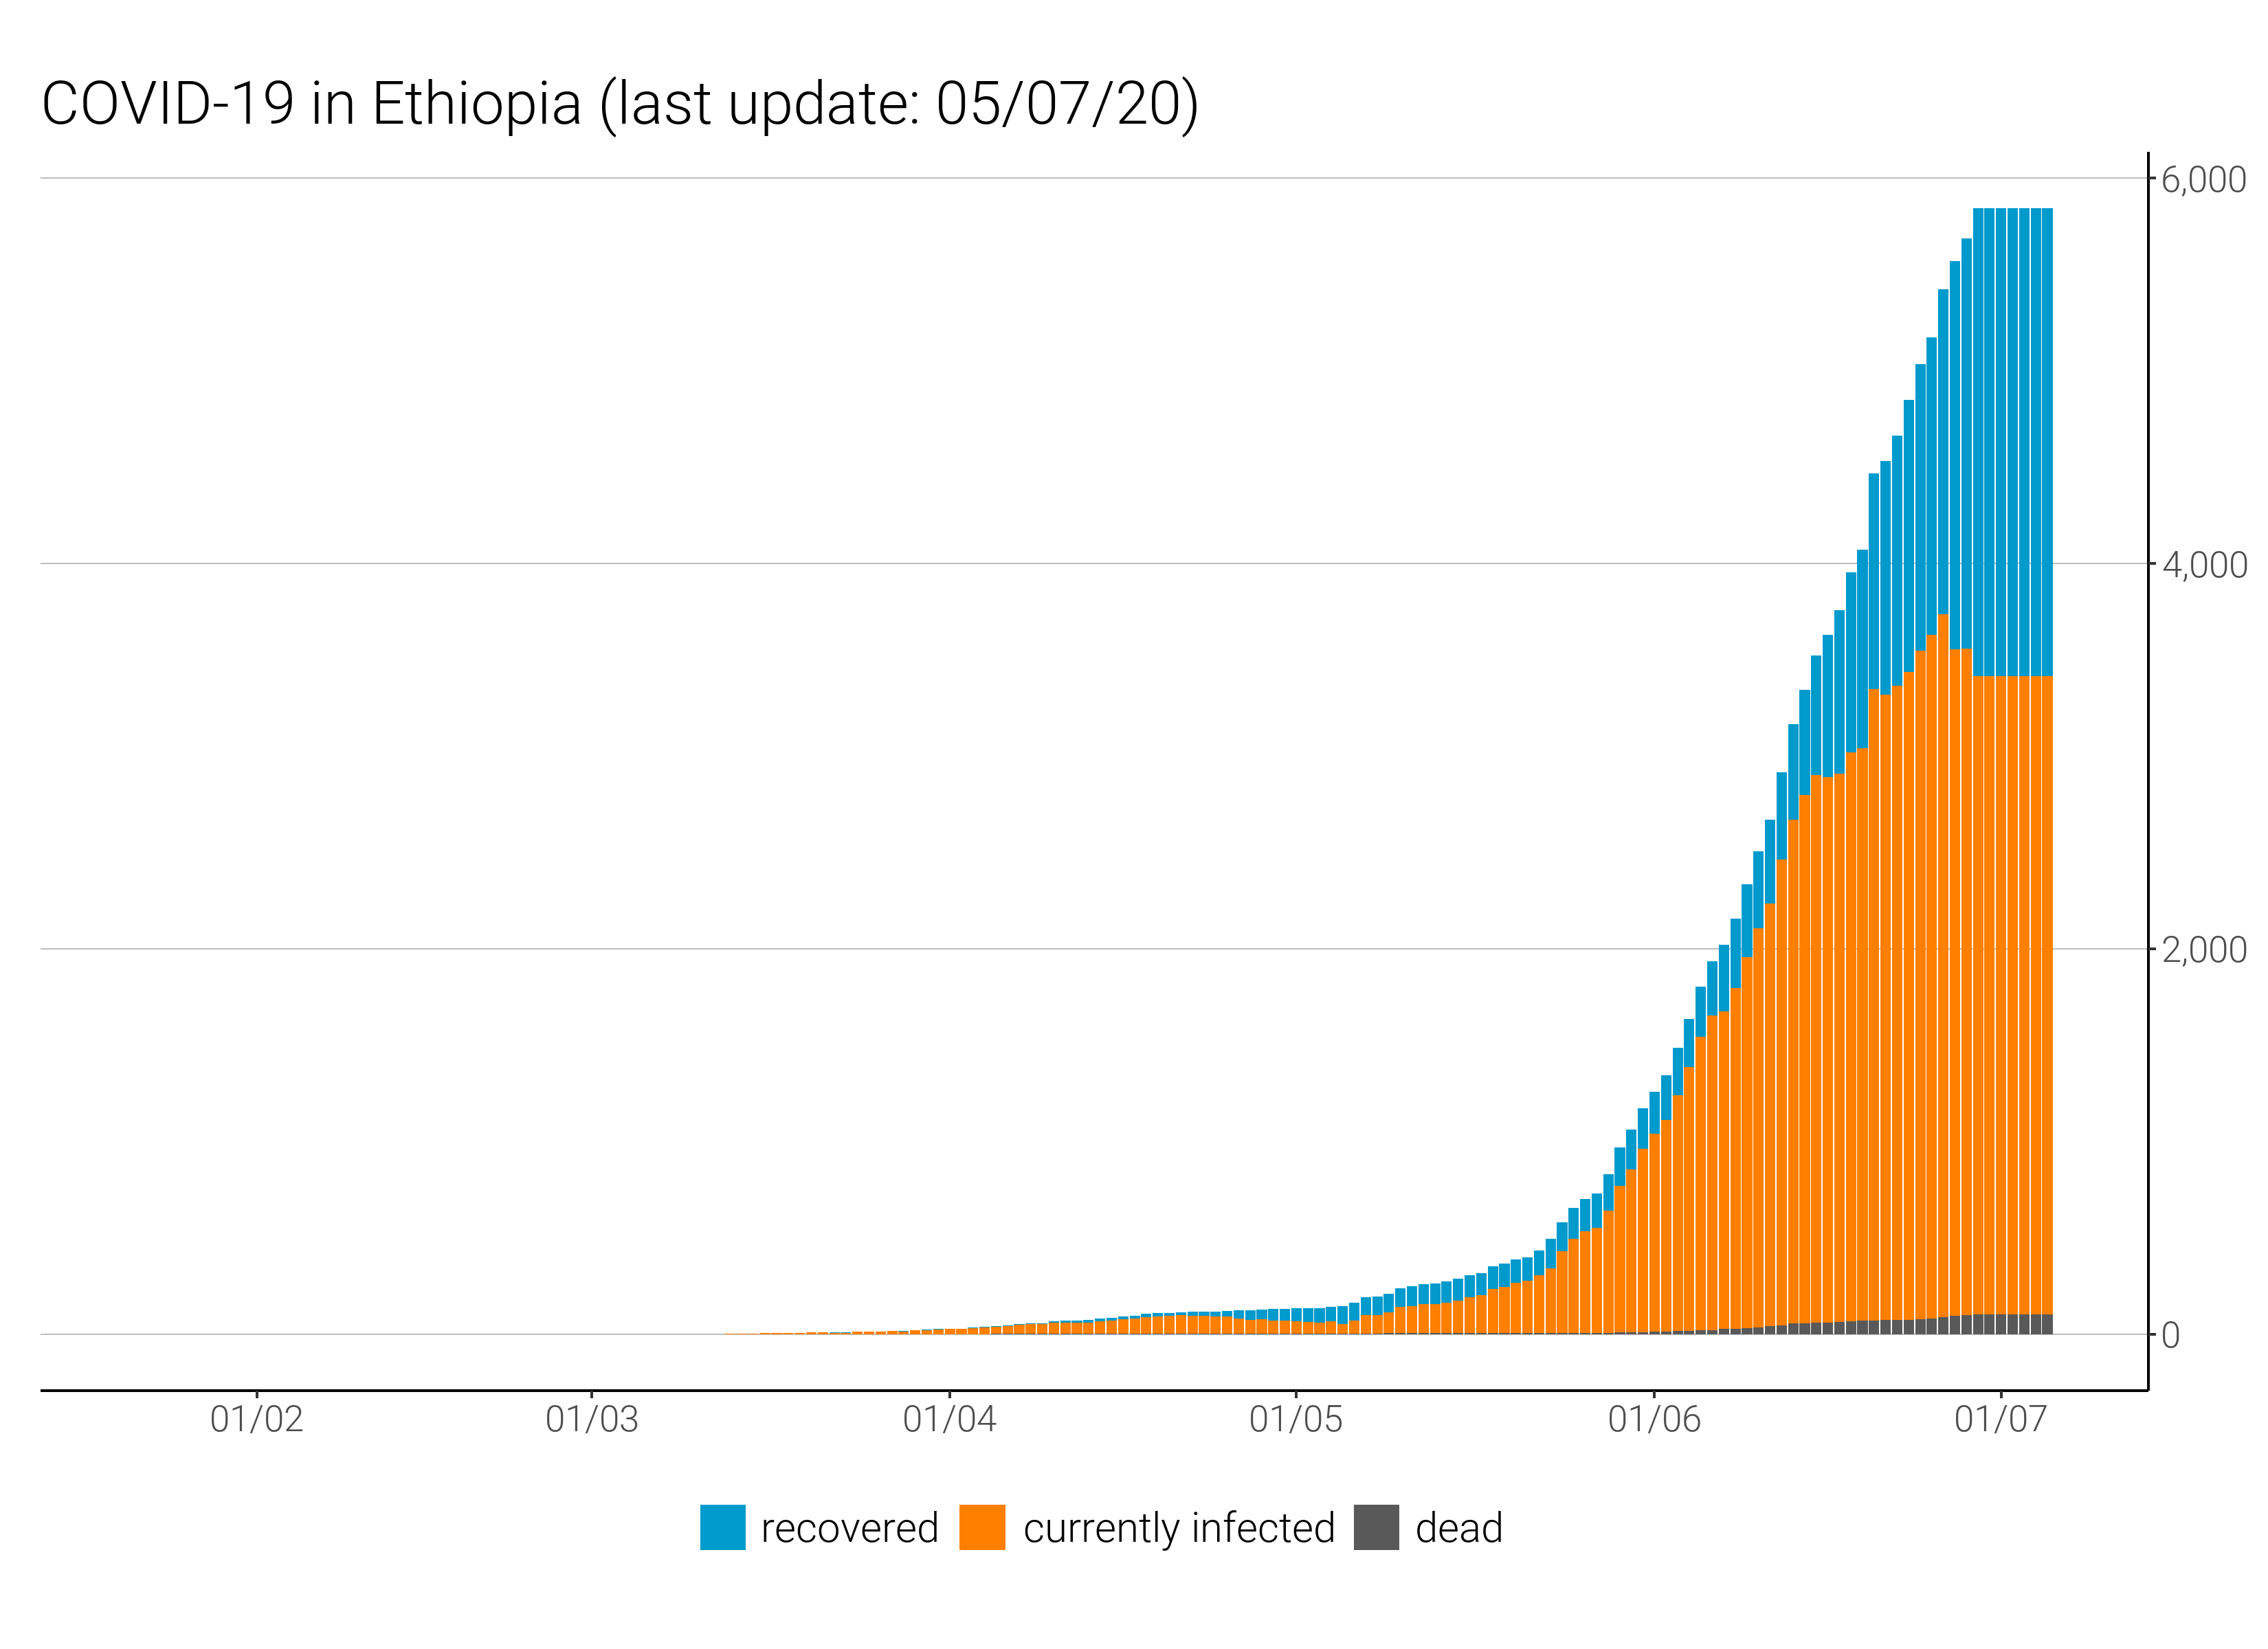 COVID-19 in Ethiopia (last update: 05/07/20)
6,000
4,000
2,000
0
01/02 01/03 01/04 01/05 01/06 01/07
recovered currently infected dead